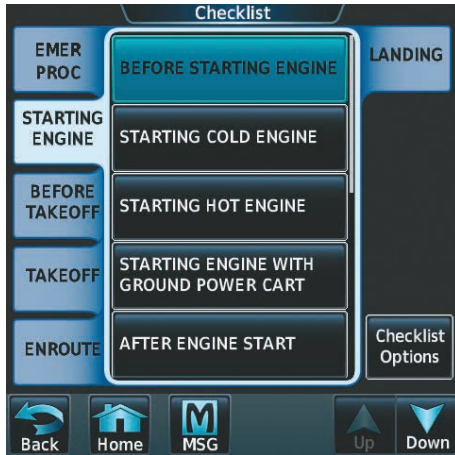 Checklist
EMER
PROC
STARTING
ENGINE
BEFORE
TAKEOFF
TAKEOFF
ENROUTE
BEFORE STARTING ENGINE
STARTING COLD ENGINE
STARTING HOT ENGINE
STARTING ENGINE WITH
GROUND POWER CART
AFTER ENGINE START
LANDING
Checklist
Options
Back
Home
MSG
Up
Down